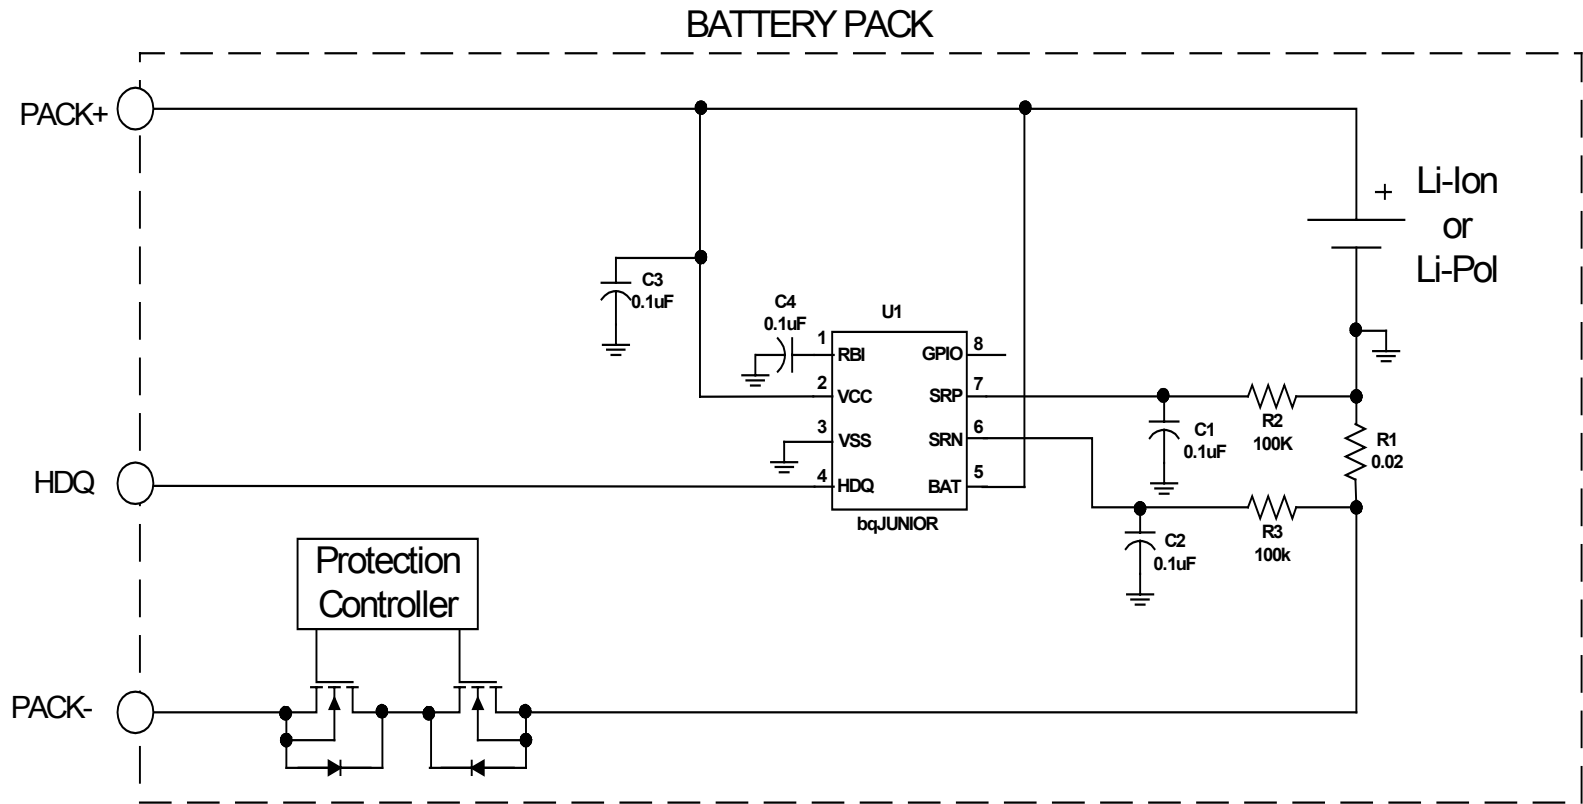 BATTERY PACK
PACK+
+
Li-Ion
or
Li-Pol
C3
0.1uF
C4
0.1uF
U1
1
RBI
GPIO
8
2
VCC
SRP
7
3
VSS
SRN
6
4
HDQ
BAT
5
bqJUNIOR
C1
0.1uF
R2
100K
R1
0.02
HDQ
C2
0.1uF
R3
100k
Protection
Controller
PACK-